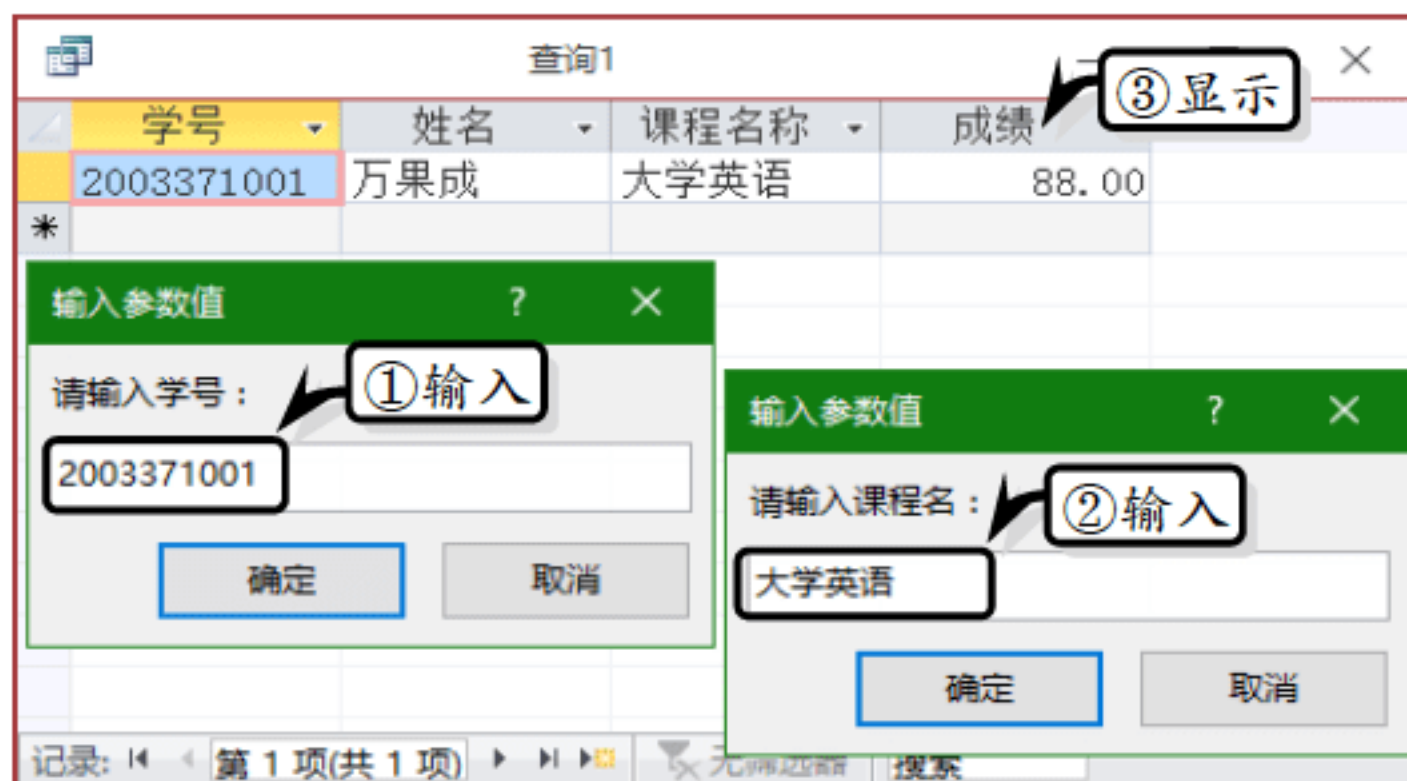 查询1
③显示
学号 姓名 课程名称 成绩
2003371001 万果成 大学英语 88.00
*
输入参数值 ?
请输入学号：
①输入
2003371001
确定 取消
输入参数值 ?
请输入课程名：
②输入
大学英语
确定 取消
记录: 第 1 项(共 1 项) 无筛选器 搜索